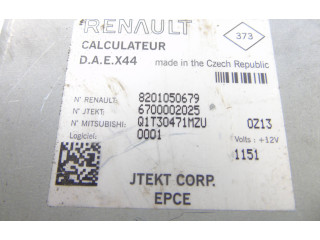 RENAULT
373
CALCULATEUR
D.A.E.X44 made in the Czech Republic
N° RENAULT: 8201050679
N° JTEKT: 6700002025
N° MITSUBISHI: Q1T30471MZU 0Z13
Logiciel: 0001 Volts : +12V
1151
JTEKT CORP.
EPCE